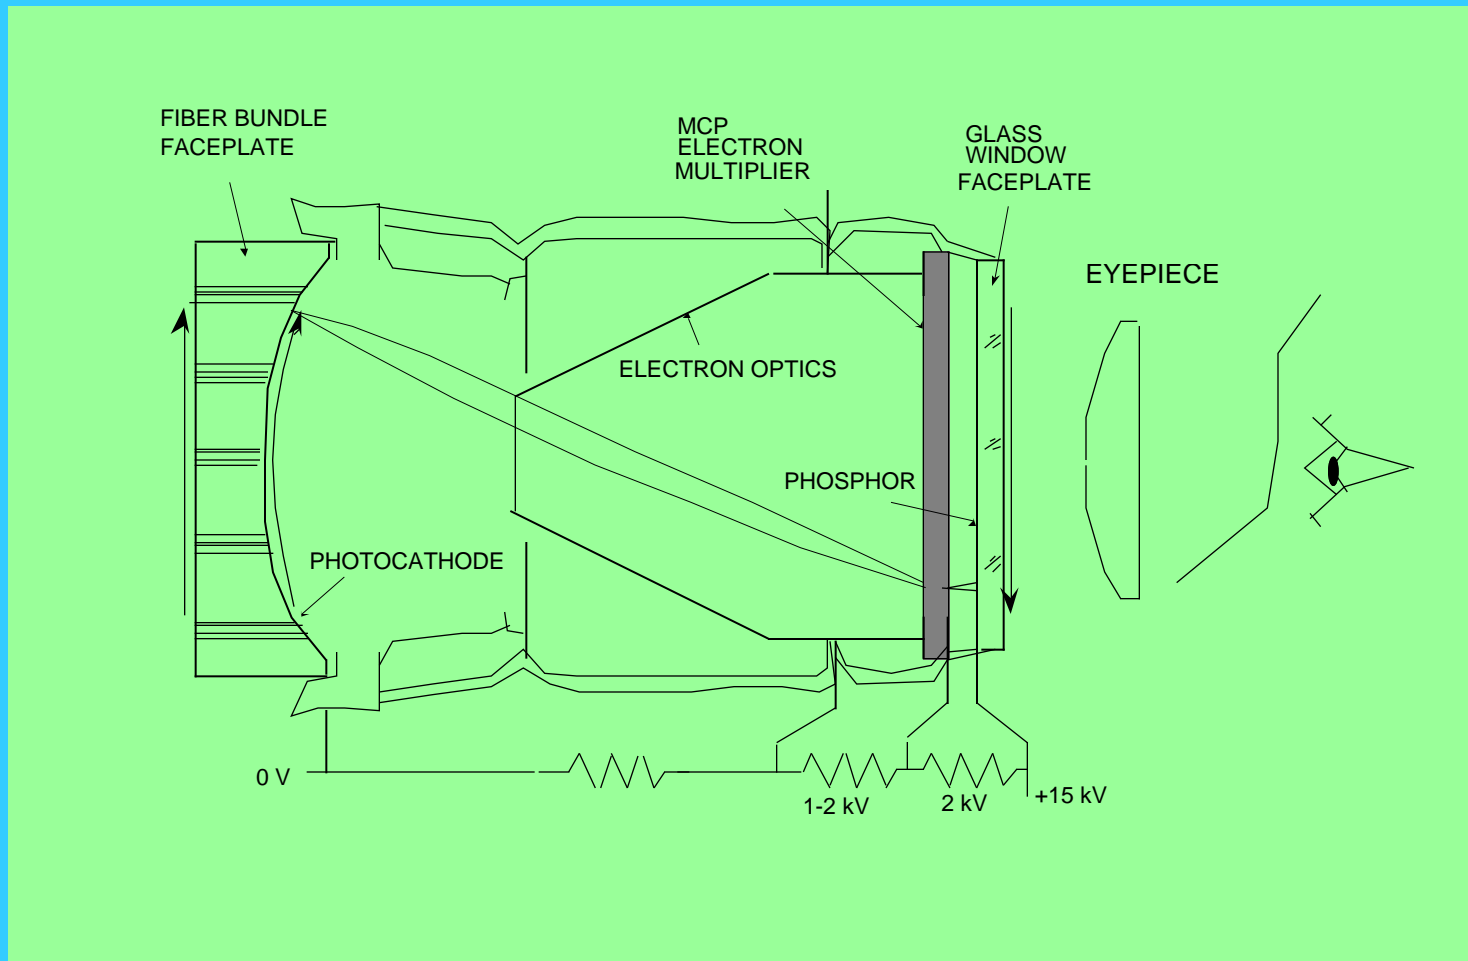 FIBER BUNDLE
FACEPLATE
MCP
ELECTRON
MULTIPLIER
GLASS
WINDOW
FACEPLATE
EYEPIECE
ELECTRON OPTICS
PHOSPHOR
PHOTOCATHODE
0 V
1-2 kV
2 kV
+15 kV